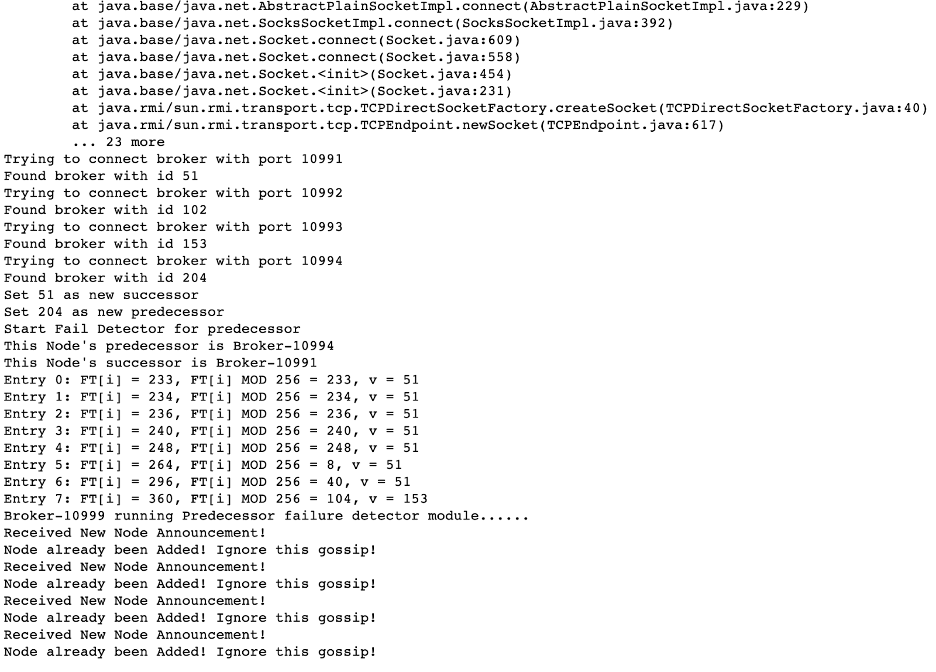 at java.base/java.net.AbstractPlainSocketImpl.connect(AbstractPlainSocketImpl.java:229)
at java.base/java.net.SocksSocketImpl.connect(SocksSocketImpl.java:392)
at java.base/java.net.Socket.connect(Socket.java:609)
at java.base/java.net.Socket.connect(Socket.java:558)
at java.base/java.net.Socket.<init>(Socket.java:454)
at java.base/java.net.Socket.<init>(Socket.java:231)
at java.rmi/sun.rmi.transport.tcp.TCPDirectSocketFactory.createSocket(TCPDirectSocketFactory.java:40)
at java.rmi/sun.rmi.transport.tcp.TCPEndpoint.newSocket(TCPEndpoint.java:617)
... 23 more
Trying to connect broker with port 10991
Found broker with id 51
Trying to connect broker with port 10992
Found broker with id 102
Trying to connect broker with port 10993
Found broker with id 153
Trying to connect broker with port 10994
Found broker with id 204
Set 51 as new successor
Set 204 as new predecessor
Start Fail Detector for predecessor
This Node's predecessor is Broker-10994
This Node's successor is Broker-10991
Entry 0: FT[i] = 233, FT[i] MOD 256 = 233, v = 51
Entry 1: FT[i] = 234, FT[i] MOD 256 = 234, v = 51
Entry 2: FT[i] = 236, FT[i] MOD 256 = 236, v = 51
Entry 3: FT[i] = 240, FT[i] MOD 256 = 240, v = 51
Entry 4: FT[i] = 248, FT[i] MOD 256 = 248, v = 51
Entry 5: FT[i] = 264, FT[i] MOD 256 = 8, v = 51
Entry 6: FT[i] = 296, FT[i] MOD 256 = 40, v = 51
Entry 7: FT[i] = 360, FT[i] MOD 256 = 104, v = 153
Broker-10999 running Predecessor failure detector module......
Received New Node Announcement!
Node already been Added! Ignore this gossip!
Received New Node Announcement!
Node already been Added! Ignore this gossip!
Received New Node Announcement!
Node already been Added! Ignore this gossip!
Received New Node Announcement!
Node already been Added! Ignore this gossip!